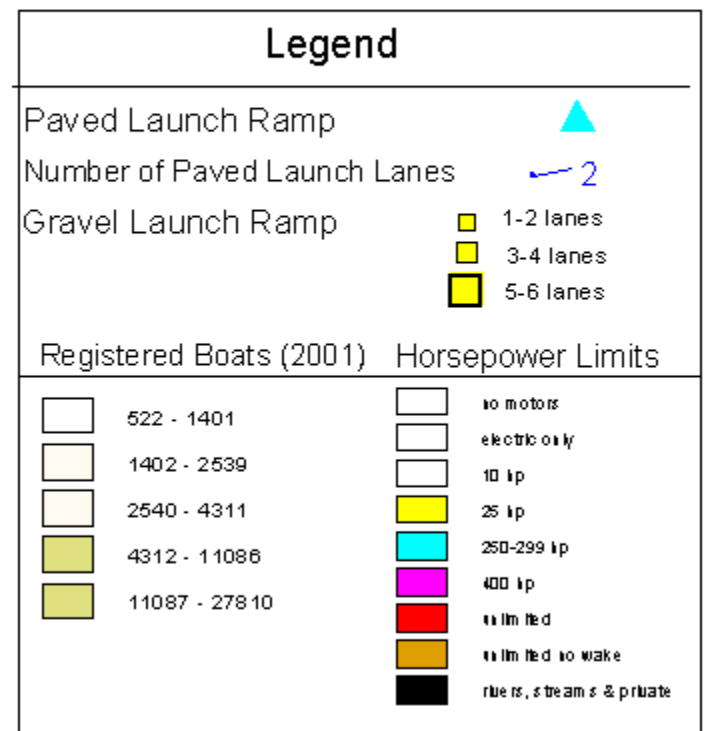 Legend
Paved Launch Ramp
Number of Paved Launch Lanes 2
Gravel Launch Ramp 1-2 lanes
3-4 lanes
5-6 lanes
Registered Boats (2001) Horsepower Limits
522 - 1401 no motors
1402 - 2539 electric only
2540 - 4311 10 hp
4312 - 11086 25 hp
11087 - 27810 250-299 hp
400 hp
unlimited
unlimited no wake
rivers, streams & private